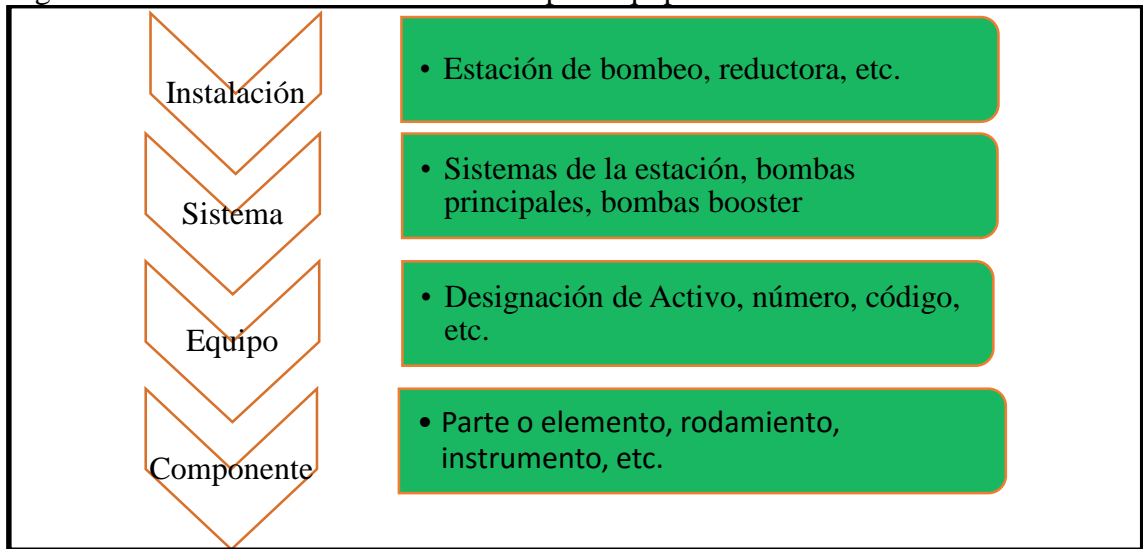 Instalación
• Estación de bombeo, reductora, etc.
Sistema
• Sistemas de la estación, bombas
principales, bombas booster
Equipo
• Designación de Activo, número, código,
etc.
Componente
• Parte o elemento, rodamiento,
instrumento, etc.